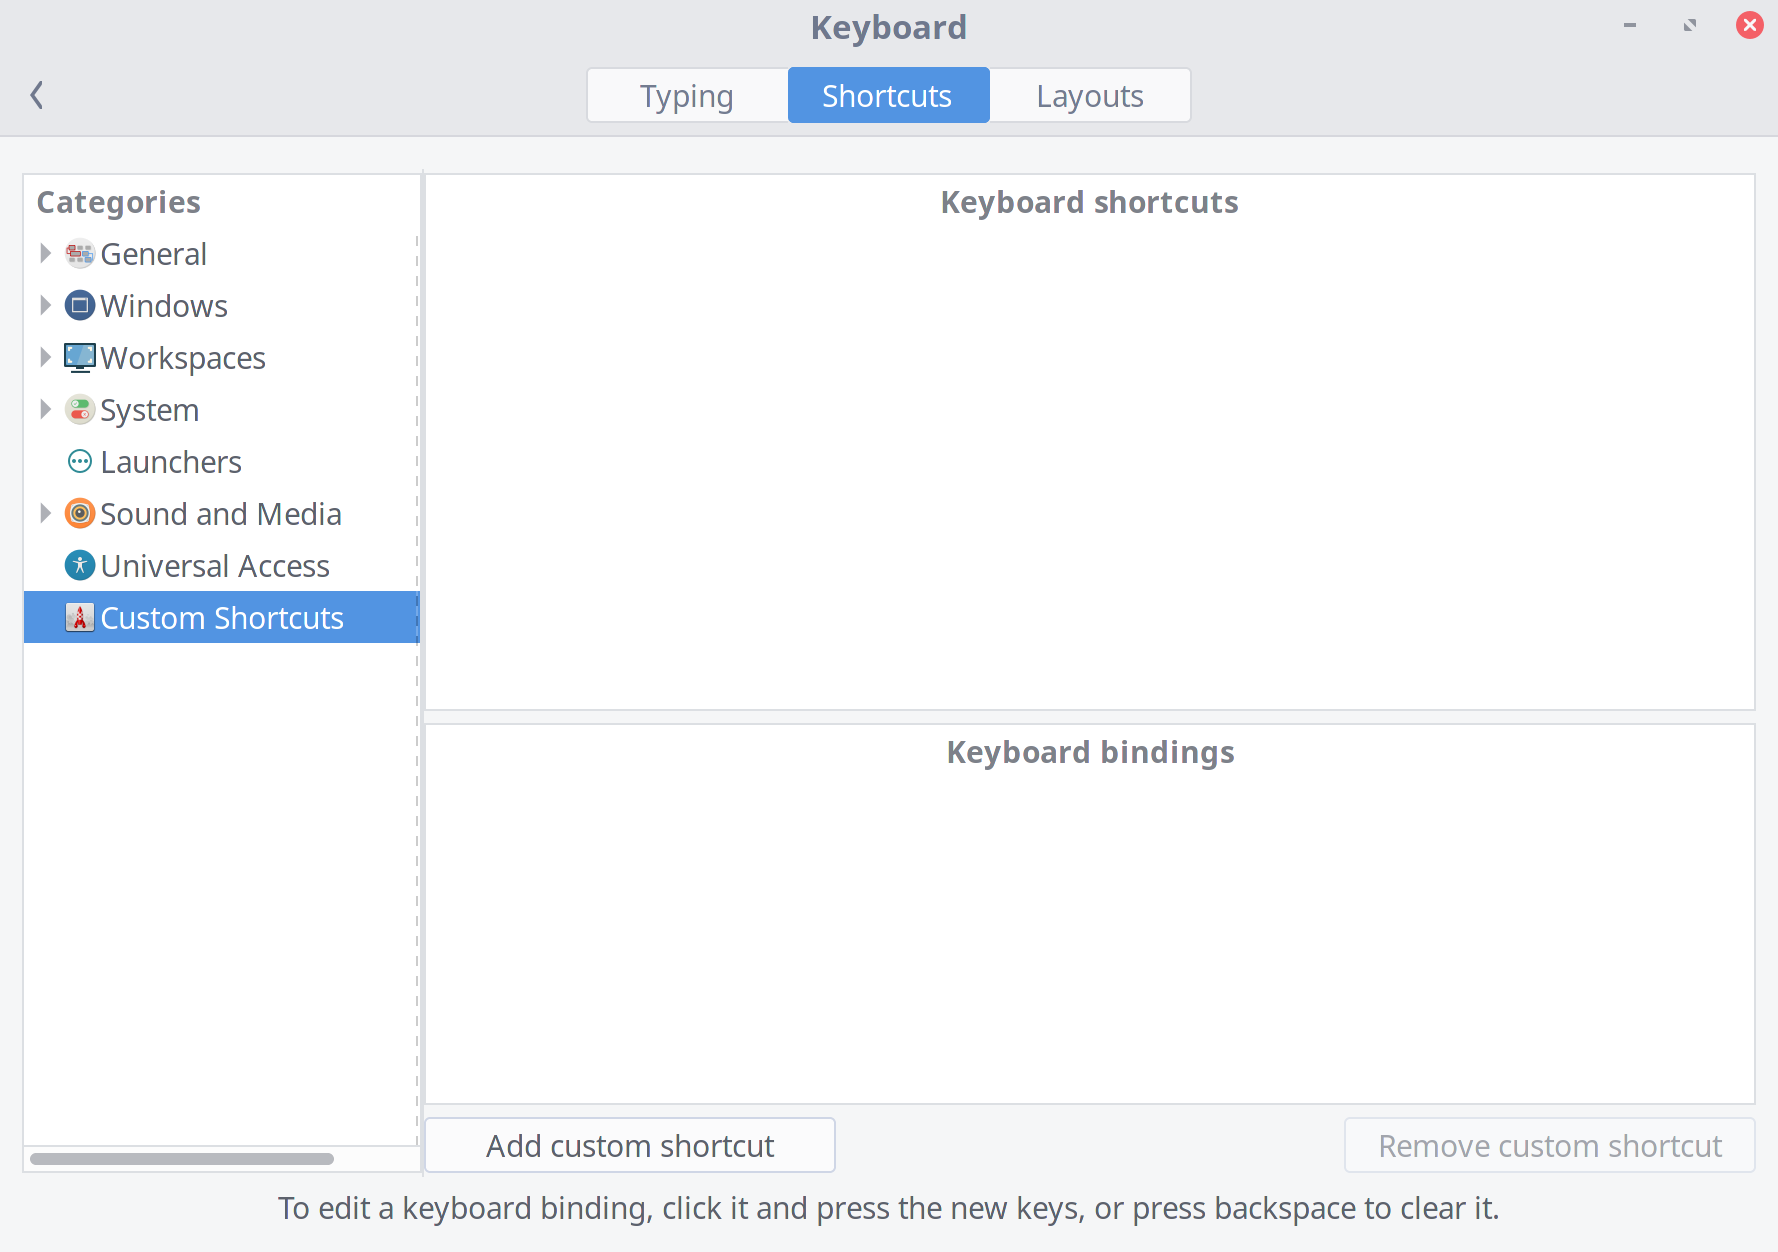 Keyboard
Typing
Shortcuts
Layouts
Categories
General
Windows
Workspaces
System
Launchers
Sound and Media
Universal Access
Custom Shortcuts
Keyboard shortcuts
Keyboard bindings
Add custom shortcut
Remove custom shortcut
To edit a keyboard binding, click it and press the new keys, or press backspace to clear it.